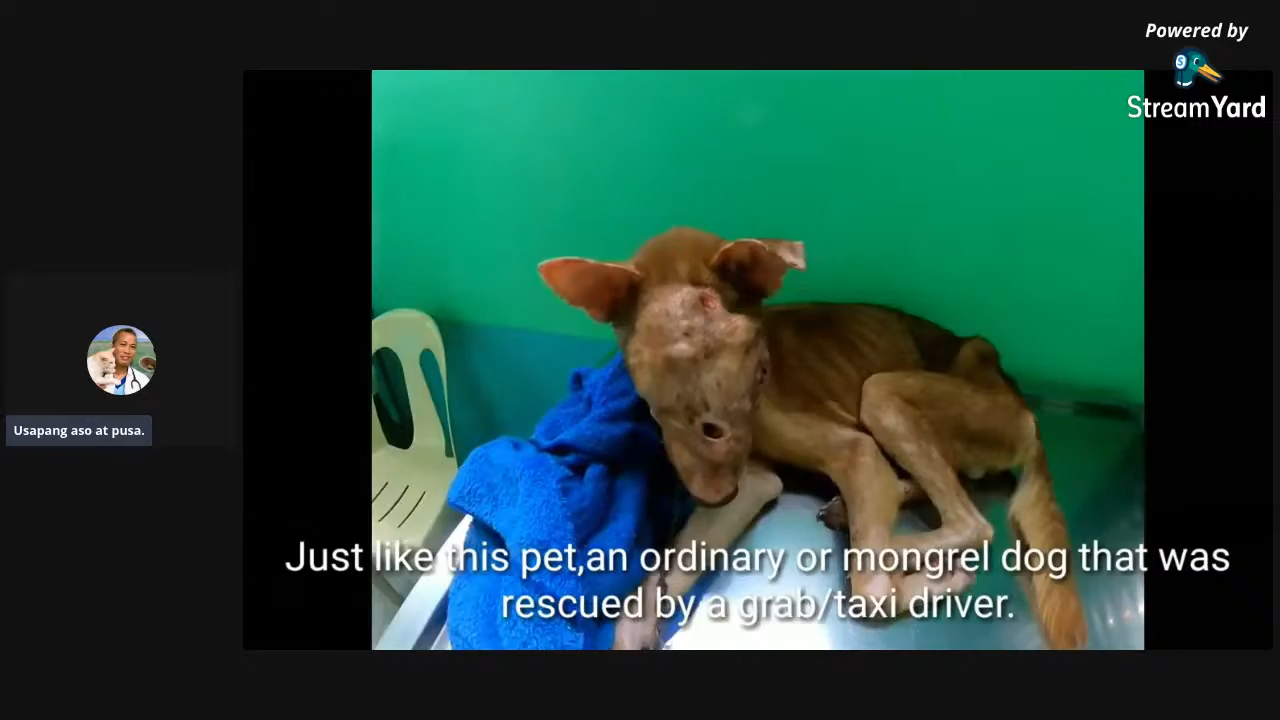 Powered by
StreamYard
Usapang aso at pusa.
Just like this pet,an ordinary or mongrel dog that was
rescued by a grab/taxi driver.